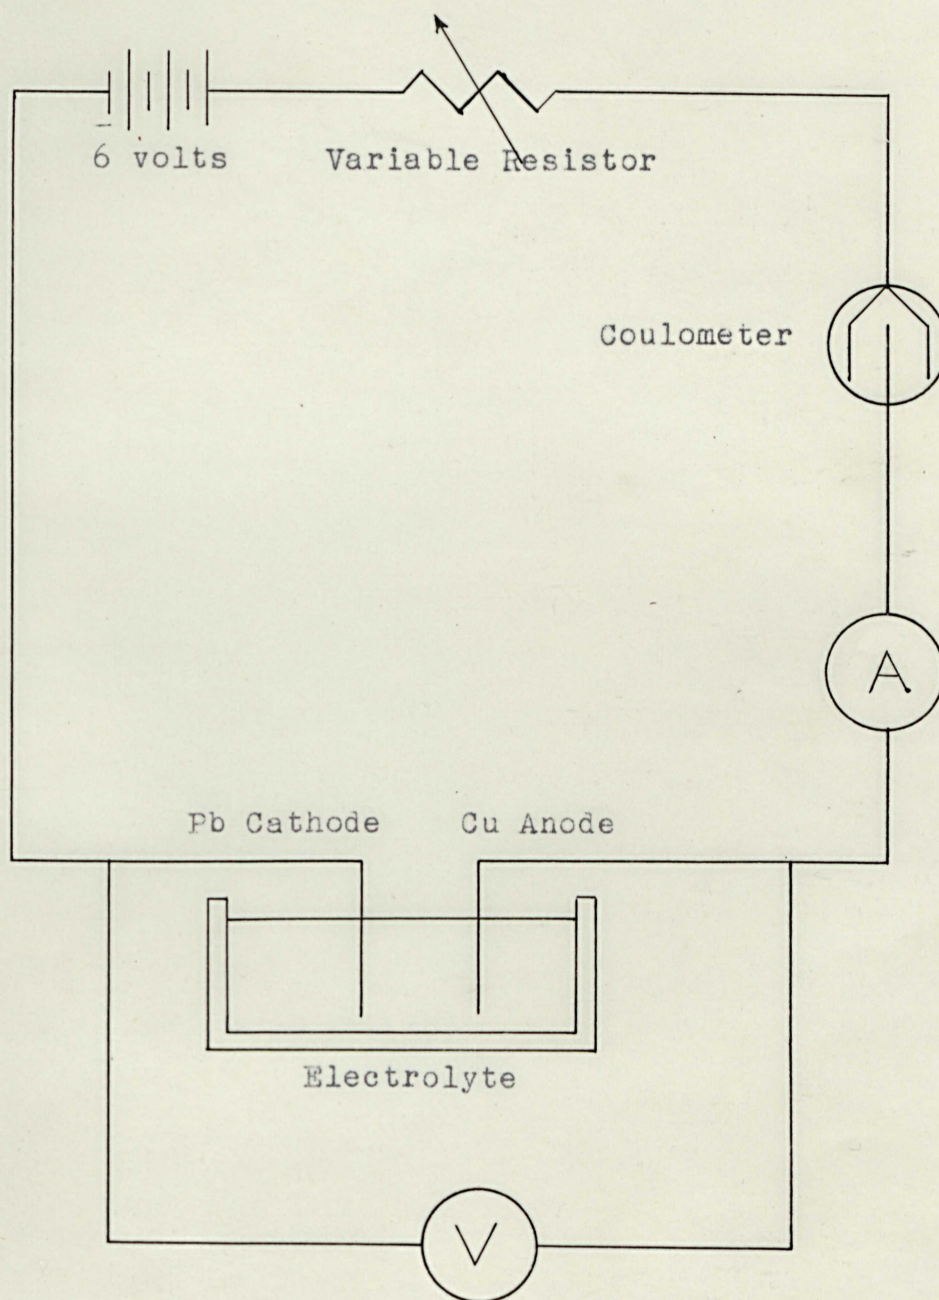 6 volts
Variable Resistor
Coulometer
A
Pb Cathode
Cu Anode
Electrolyte
V